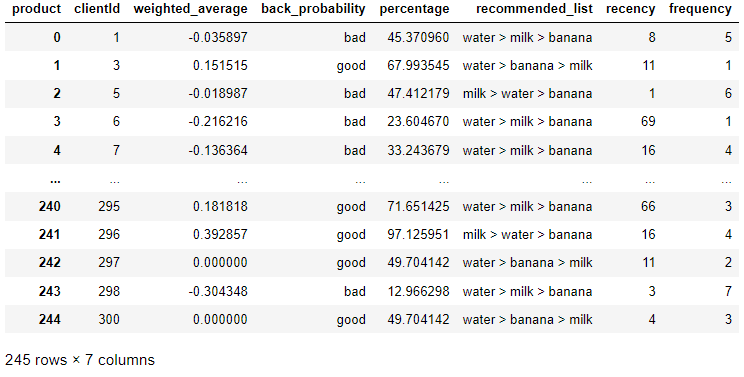 product clientId weighted_average back_probability percentage recommended_list recency frequency
0 1 -0.035897 bad 45.370960 water > milk > banana 8 5
1 3 0.151515 good 67.993545 water > banana > milk 11 1
2 5 -0.018987 bad 47.412179 milk > water > banana 1 6
3 6 -0.216216 bad 23.604670 water > milk > banana 69 1
4 7 -0.136364 bad 33.243679 water > milk > banana 16 4
... ... ... ... ... ... ... ...
240 295 0.181818 good 71.651425 water > milk > banana 66 3
241 296 0.392857 good 97.125951 milk > water > banana 16 4
242 297 0.000000 good 49.704142 water > banana > milk 11 2
243 298 -0.304348 bad 12.966298 water > milk > banana 3 7
244 300 0.000000 good 49.704142 water > banana > milk 4 3
245 rows × 7 columns